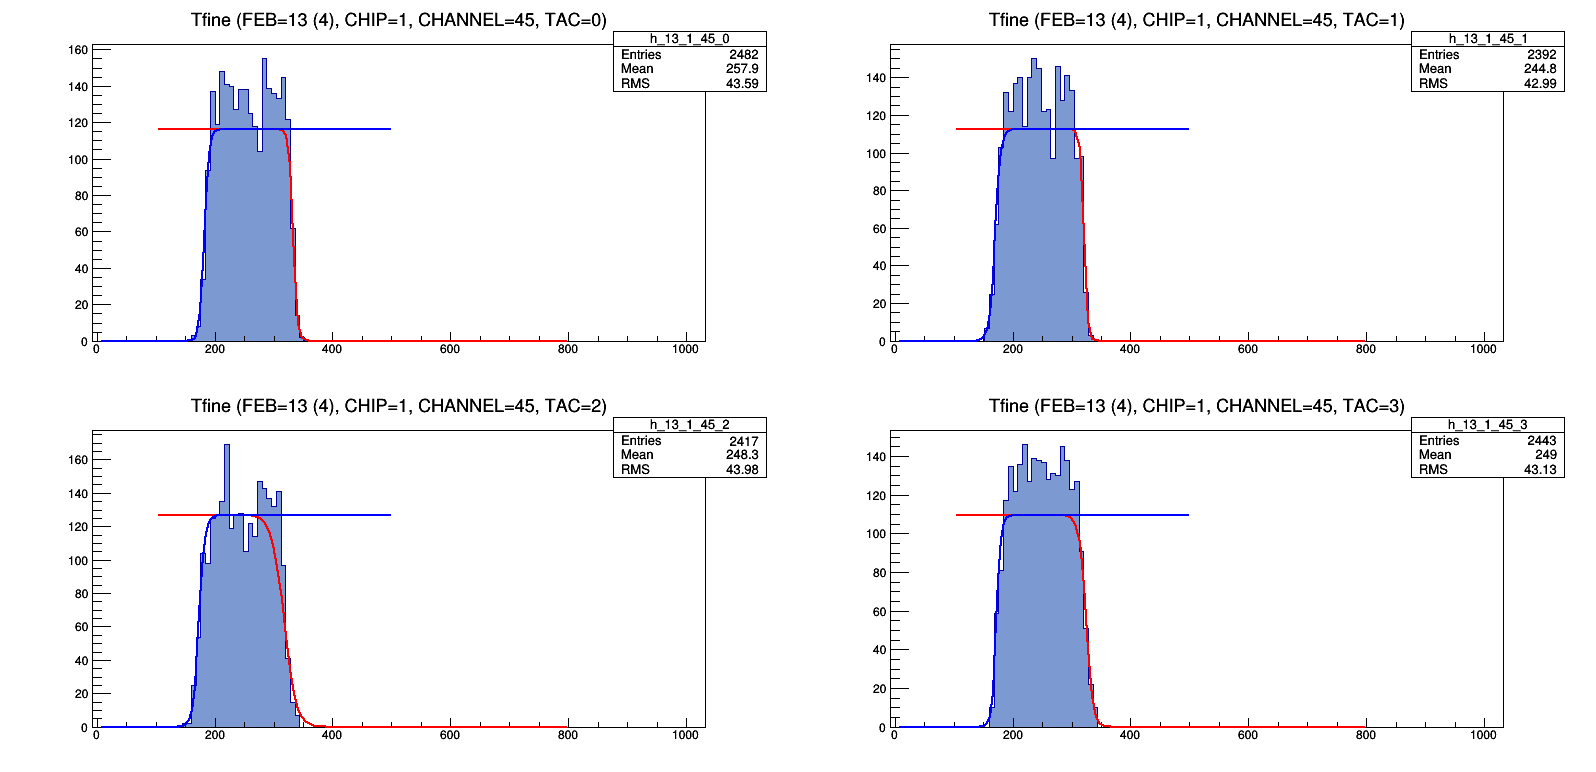 Tfine (FEB=13 (4), CHIP=1, CHANNEL=45, TAC=0)
h_13_1_45_0
Entries 2482
Mean 257.9
RMS 43.59
160
140
120
100
80
60
40
20
0
0 200 400 600 800 1000
Tfine (FEB=13 (4), CHIP=1, CHANNEL=45, TAC=1)
h_13_1_45_1
Entries 2392
Mean 244.8
RMS 42.99
140
120
100
80
60
40
20
0
0 200 400 600 800 1000
Tfine (FEB=13 (4), CHIP=1, CHANNEL=45, TAC=2)
h_13_1_45_2
Entries 2417
Mean 248.3
RMS 43.98
160
140
120
100
80
60
40
20
0
0 200 400 600 800 1000
Tfine (FEB=13 (4), CHIP=1, CHANNEL=45, TAC=3)
h_13_1_45_3
Entries 2443
Mean 249
RMS 43.13
140
120
100
80
60
40
20
0
0 200 400 600 800 1000